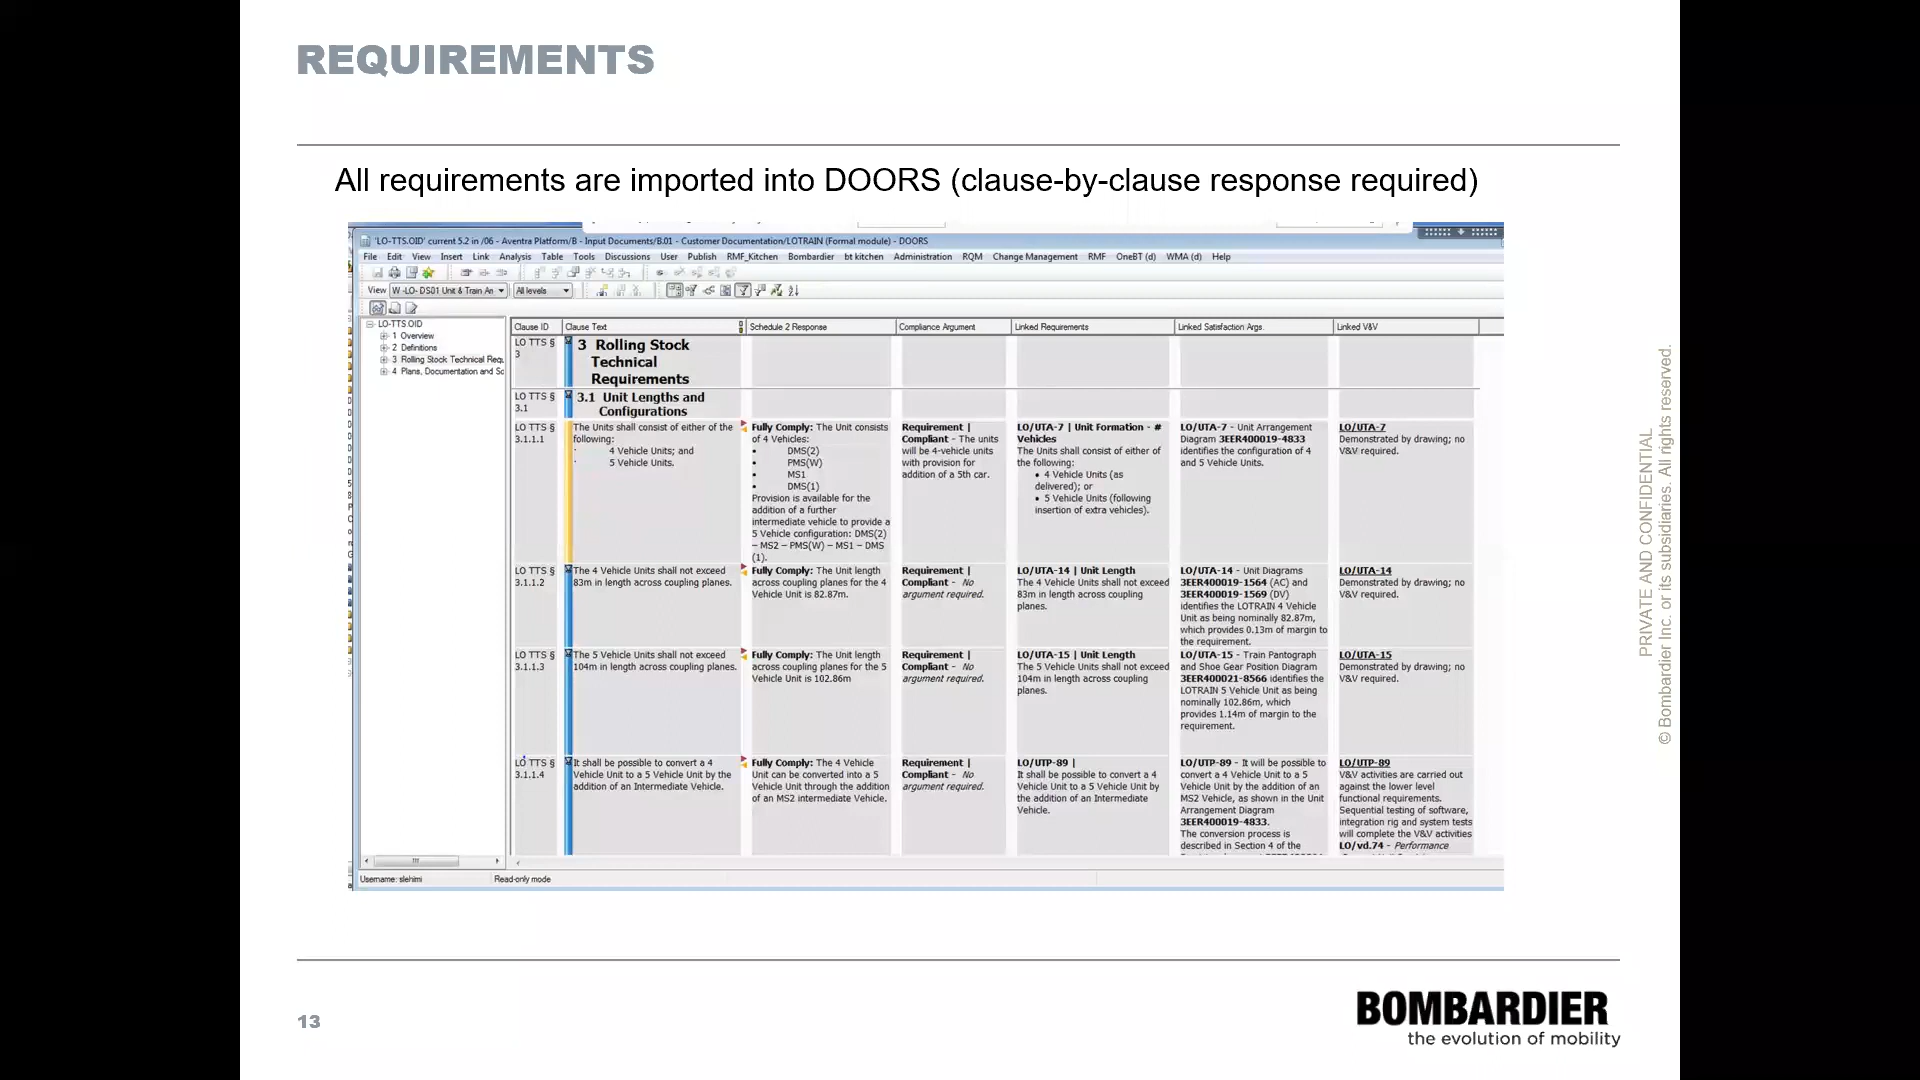 REQUIREMENTS
All requirements are imported into DOORS (clause-by-clause response required)
'LO-TTS.OID' current 5.2 in /06 - Aventra Platform/B - Input Documents/B.01 - Customer Documentation/LOTRAIN (Formal module) - DOORS
File Edit View Insert Link Analysis Table Tools Discussions User Publish RMF_Kitchen Bombardier bt kitchen Administration RQM Change Management RMF OneBT (d) WMA (d) Help
View W -LO- DS01 Unit & Train An All levels
LO-TTS.OID
1 Overview
2 Definitions
3 Rolling Stock Technical Req
4 Plans, Documentation and Sc
Clause ID Clause Text Schedule 2 Response Compliance Argument Linked Requirements Linked Satisfaction Args. Linked V&V
LO TTS §
3
3 Rolling Stock
Technical
Requirements
LO TTS §
3.1
3.1 Unit Lengths and
Configurations
LO TTS §
3.1.1.1
The Units shall consist of either of the
following:
· 4 Vehicle Units; and
· 5 Vehicle Units.
Fully Comply: The Unit consists
of 4 Vehicles:
• DMS(2)
• PMS(W)
• MS1
• DMS(1)
Provision is available for the
addition of a further
intermediate vehicle to provide a
5 Vehicle configuration: DMS(2)
– MS2 – PMS(W) – MS1 – DMS
(1).
Requirement |
Compliant - The units
will be 4-vehicle units
with provision for
addition of a 5th car.
LO/UTA-7 | Unit Formation - #
Vehicles
The Units shall consist of either of
the following:
• 4 Vehicle Units (as
delivered); or
• 5 Vehicle Units (following
insertion of extra vehicles).
LO/UTA-7 - Unit Arrangement
Diagram 3EER400019-4833
identifies the configuration of 4
and 5 Vehicle Units.
LO/UTA-7
Demonstrated by drawing; no
V&V required.
LO TTS §
3.1.1.2
The 4 Vehicle Units shall not exceed
83m in length across coupling planes.
Fully Comply: The Unit length
across coupling planes for the 4
Vehicle Unit is 82.87m.
Requirement |
Compliant - No
argument required.
LO/UTA-14 | Unit Length
The 4 Vehicle Units shall not exceed
83m in length across coupling
planes.
LO/UTA-14 - Unit Diagrams
3EER400019-1564 (AC) and
3EER400019-1569 (DV)
identifies the LOTRAIN 4 Vehicle
Unit as being nominally 82.87m,
which provides 0.13m of margin to
the requirement.
LO/UTA-14
Demonstrated by drawing; no
V&V required.
LO TTS §
3.1.1.3
The 5 Vehicle Units shall not exceed
104m in length across coupling planes.
Fully Comply: The Unit length
across coupling planes for the 5
Vehicle Unit is 102.86m
Requirement |
Compliant - No
argument required.
LO/UTA-15 | Unit Length
The 5 Vehicle Units shall not exceed
104m in length across coupling
planes.
LO/UTA-15 - Train Pantograph
and Shoe Gear Position Diagram
3EER400021-8566 identifies the
LOTRAIN 5 Vehicle Unit as being
nominally 102.86m, which
provides 1.14m of margin to the
requirement.
LO/UTA-15
Demonstrated by drawing; no
V&V required.
LO TTS §
3.1.1.4
It shall be possible to convert a 4
Vehicle Unit to a 5 Vehicle Unit by the
addition of an Intermediate Vehicle.
Fully Comply: The 4 Vehicle
Unit can be converted into a 5
Vehicle Unit through the addition
of an MS2 intermediate Vehicle.
Requirement |
Compliant - No
argument required.
LO/UTP-89 |
It shall be possible to convert a 4
Vehicle Unit to a 5 Vehicle Unit by
the addition of an Intermediate
Vehicle.
LO/UTP-89 - It will be possible to
convert a 4 Vehicle Unit to a 5
Vehicle Unit by the addition of an
MS2 Vehicle, as shown in the Unit
Arrangement Diagram
3EER400019-4833.
The conversion process is
described in Section 4 of the
LO/UTP-89
V&V activities are carried out
against the lower level
functional requirements.
Sequential testing of software,
integration rig and system tests
will complete the V&V activities
LO/vd.74 - Performance
Username: slehimi Read-only mode
PRIVATE AND CONFIDENTIAL
© Bombardier Inc. or its subsidiaries. All rights reserved.
13
BOMBARDIER
the evolution of mobility